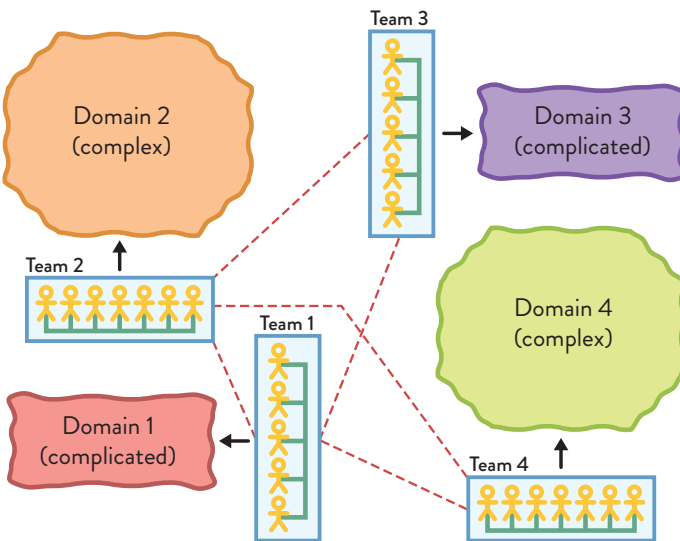 Team 3
Domain 2
(complex)
Domain 3
(complicated)
Team 2
Team 1
Domain 4
(complex)
Domain 1
(complicated)
Team 4